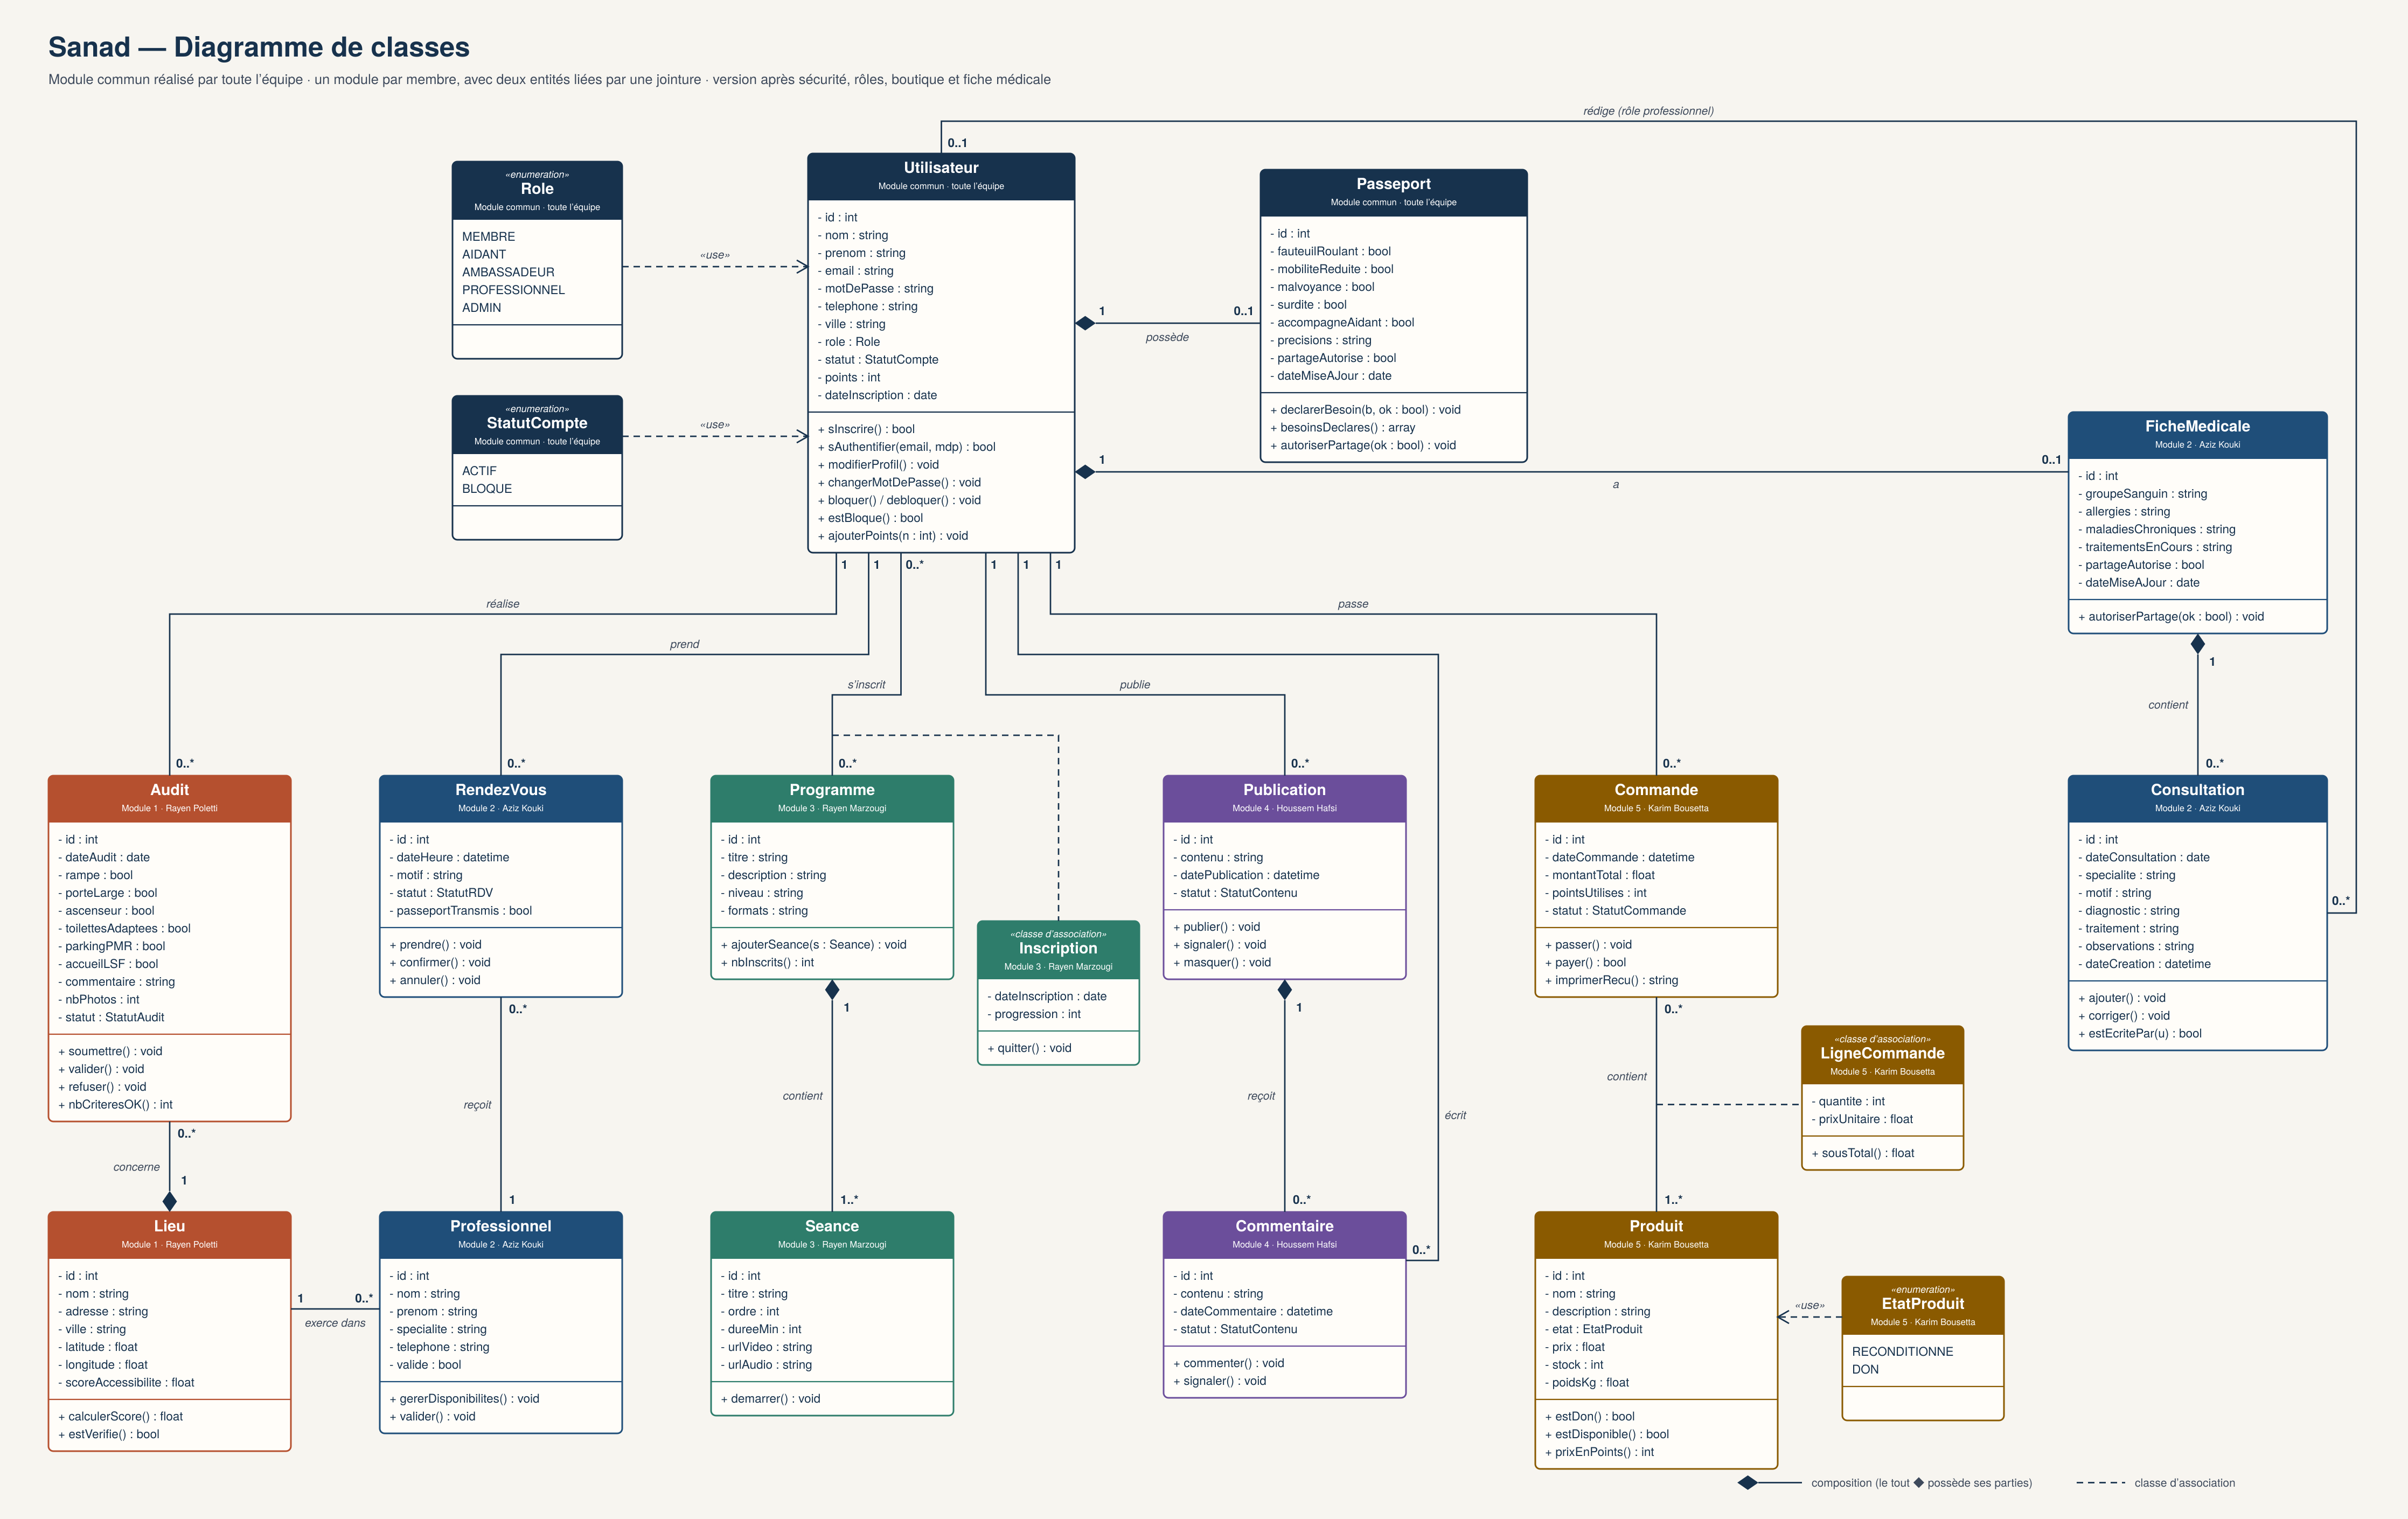 Sanad — Diagramme de classes
Module commun réalisé par toute l'équipe · un module par membre, avec deux entités liées par une jointure · version après sécurité, rôles, boutique et fiche médicale
rédige (rôle professionnel)
0..1
«enumeration»
Role
Module commun · toute l'équipe
MEMBRE
AIDANT
AMBASSADEUR
PROFESSIONNEL
ADMIN
«use»
«enumeration»
StatutCompte
Module commun · toute l'équipe
ACTIF
BLOQUE
«use»
Utilisateur
Module commun · toute l'équipe
- id : int
- nom : string
- prenom : string
- email : string
- motDePasse : string
- telephone : string
- ville : string
- role : Role
- statut : StatutCompte
- points : int
- dateInscription : date
+ sInscrire() : bool
+ sAuthentifier(email, mdp) : bool
+ modifierProfil() : void
+ changerMotDePasse() : void
+ bloquer() / debloquer() : void
+ estBloque() : bool
+ ajouterPoints(n : int) : void
1
0..1
possède
Passeport
Module commun · toute l'équipe
- id : int
- fauteuilRoulant : bool
- mobiliteReduite : bool
- malvoyance : bool
- surdite : bool
- accompagneAidant : bool
- precisions : string
- partageAutorise : bool
- dateMiseAJour : date
+ declarerBesoin(b, ok : bool) : void
+ besoinsDeclares() : array
+ autoriserPartage(ok : bool) : void
1
0..1
a
FicheMedicale
Module 2 · Aziz Kouki
- id : int
- groupeSanguin : string
- allergies : string
- maladiesChroniques : string
- traitementsEnCours : string
- partageAutorise : bool
- dateMiseAJour : date
+ autoriserPartage(ok : bool) : void
1
contient
0..*
1
1
0..*
1
1
1
réalise
prend
s'inscrit
publie
passe
0..*
0..*
0..*
0..*
0..*
Audit
Module 1 · Rayen Poletti
- id : int
- dateAudit : date
- rampe : bool
- porteLarge : bool
- ascenseur : bool
- toilettesAdaptees : bool
- parkingPMR : bool
- accueilLSF : bool
- commentaire : string
- nbPhotos : int
- statut : StatutAudit
+ soumettre() : void
+ valider() : void
+ refuser() : void
+ nbCriteresOK() : int
0..*
concerne
1
RendezVous
Module 2 · Aziz Kouki
- id : int
- dateHeure : datetime
- motif : string
- statut : StatutRDV
- passeportTransmis : bool
+ prendre() : void
+ confirmer() : void
+ annuler() : void
0..*
reçoit
1
Programme
Module 3 · Rayen Marzougi
- id : int
- titre : string
- description : string
- niveau : string
- formats : string
+ ajouterSeance(s : Seance) : void
+ nbInscrits() : int
1
contient
1..*
«classe d'association»
Inscription
Module 3 · Rayen Marzougi
- dateInscription : date
- progression : int
+ quitter() : void
Publication
Module 4 · Houssem Hafsi
- id : int
- contenu : string
- datePublication : datetime
- statut : StatutContenu
+ publier() : void
+ signaler() : void
+ masquer() : void
1
reçoit
0..*
écrit
0..*
Commande
Module 5 · Karim Bousetta
- id : int
- dateCommande : datetime
- montantTotal : float
- pointsUtilises : int
- statut : StatutCommande
+ passer() : void
+ payer() : bool
+ imprimerRecu() : string
0..*
contient
1..*
«classe d'association»
LigneCommande
Module 5 · Karim Bousetta
- quantite : int
- prixUnitaire : float
+ sousTotal() : float
Consultation
Module 2 · Aziz Kouki
- id : int
- dateConsultation : date
- specialite : string
- motif : string
- diagnostic : string
- traitement : string
- observations : string
- dateCreation : datetime
+ ajouter() : void
+ corriger() : void
+ estEcritePar(u) : bool
0..*
Lieu
Module 1 · Rayen Poletti
- id : int
- nom : string
- adresse : string
- ville : string
- latitude : float
- longitude : float
- scoreAccessibilite : float
+ calculerScore() : float
+ estVerifie() : bool
1
0..*
exerce dans
Professionnel
Module 2 · Aziz Kouki
- id : int
- nom : string
- prenom : string
- specialite : string
- telephone : string
- valide : bool
+ gererDisponibilites() : void
+ valider() : void
Seance
Module 3 · Rayen Marzougi
- id : int
- titre : string
- ordre : int
- dureeMin : int
- urlVideo : string
- urlAudio : string
+ demarrer() : void
Commentaire
Module 4 · Houssem Hafsi
- id : int
- contenu : string
- dateCommentaire : datetime
- statut : StatutContenu
+ commenter() : void
+ signaler() : void
Produit
Module 5 · Karim Bousetta
- id : int
- nom : string
- description : string
- etat : EtatProduit
- prix : float
- stock : int
- poidsKg : float
+ estDon() : bool
+ estDisponible() : bool
+ prixEnPoints() : int
«use»
«enumeration»
EtatProduit
Module 5 · Karim Bousetta
RECONDITIONNE
DON
composition (le tout ◆ possède ses parties)
classe d'association